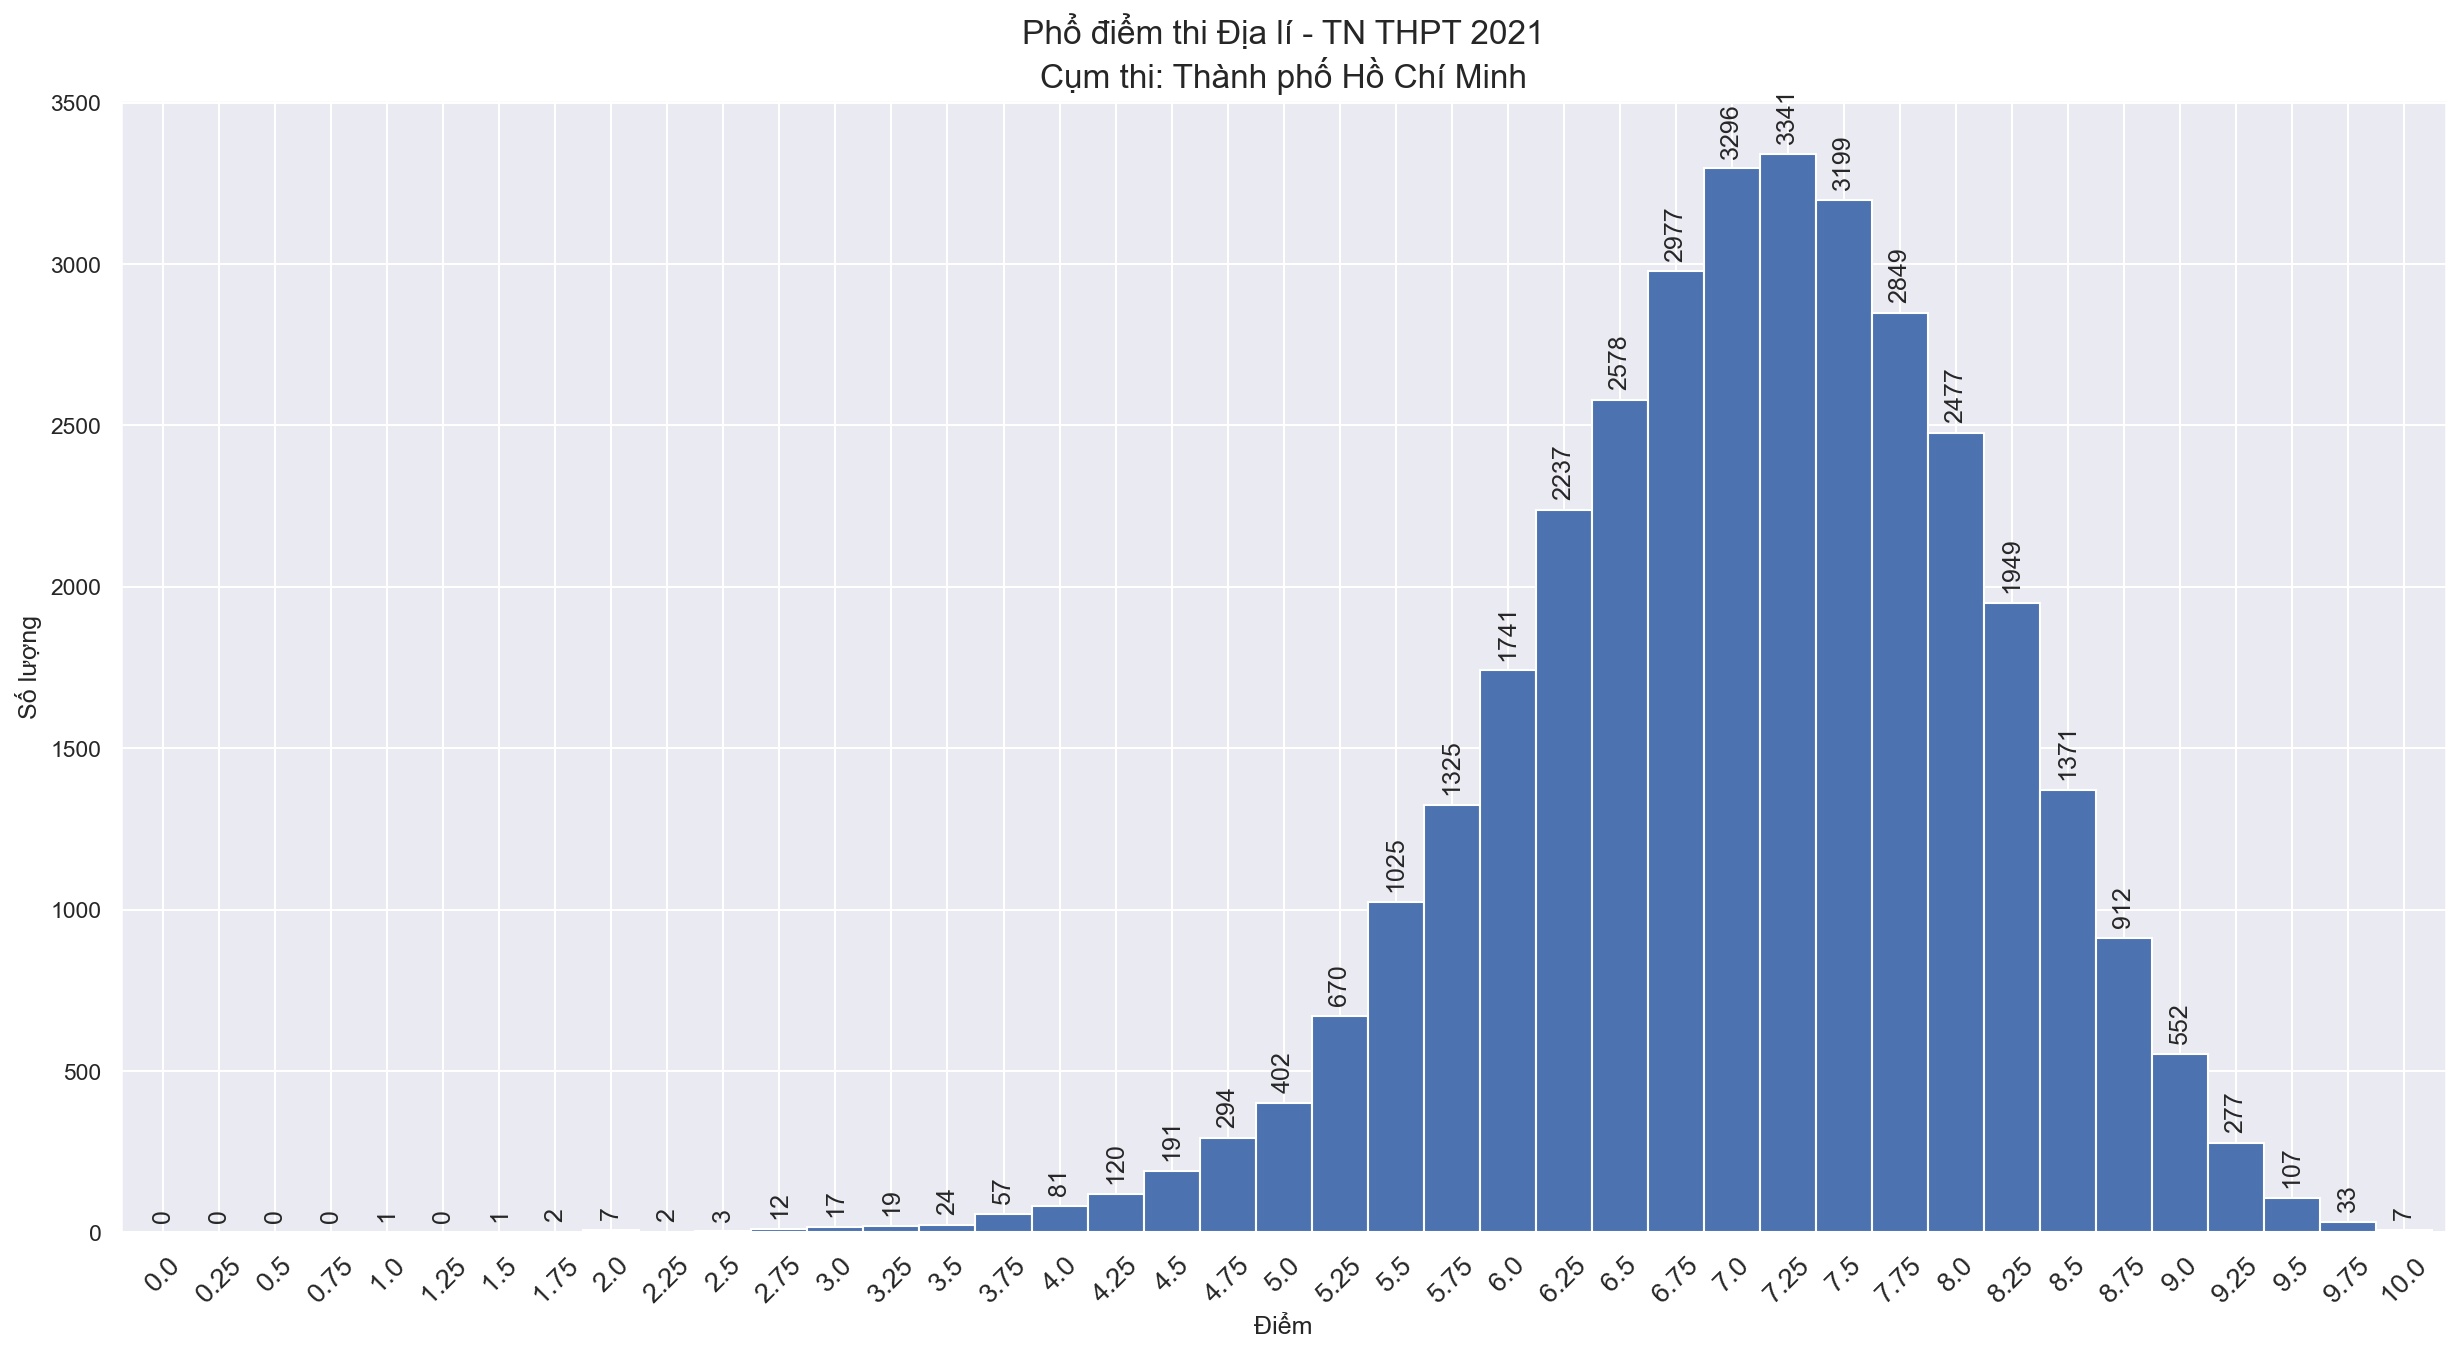 Phổ điểm thi Địa lí - TN THPT 2021
Cụm thi: Thành phố Hồ Chí Minh
3500
3000
2500
2000
1500
1000
500
0
Số lượng
0 0 0 0 1 0 1 2 7 2 3 12 17 19 24 57 81 120 191 294 402 670 1025 1325 1741 2237 2578 2977 3296 3341 3199 2849 2477 1949 1371 912 552 277 107 33 7
0.0 0.25 0.5 0.75 1.0 1.25 1.5 1.75 2.0 2.25 2.5 2.75 3.0 3.25 3.5 3.75 4.0 4.25 4.5 4.75 5.0 5.25 5.5 5.75 6.0 6.25 6.5 6.75 7.0 7.25 7.5 7.75 8.0 8.25 8.5 8.75 9.0 9.25 9.5 9.75 10.0
Điểm